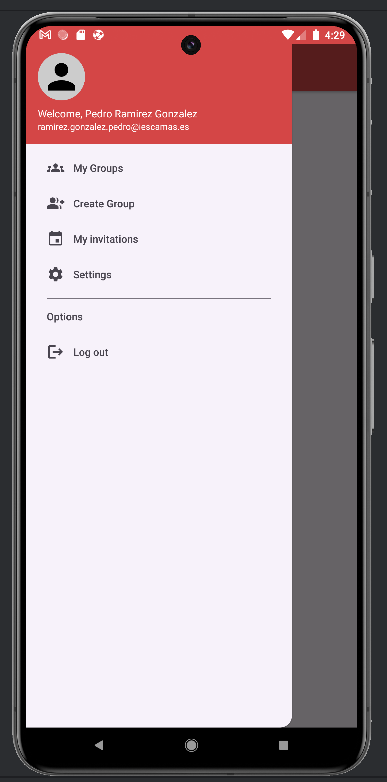 4:29
Welcome, Pedro Ramirez Gonzalez
ramirez.gonzalez.pedro@iescamas.es
My Groups
Create Group
My invitations
Settings
Options
Log out